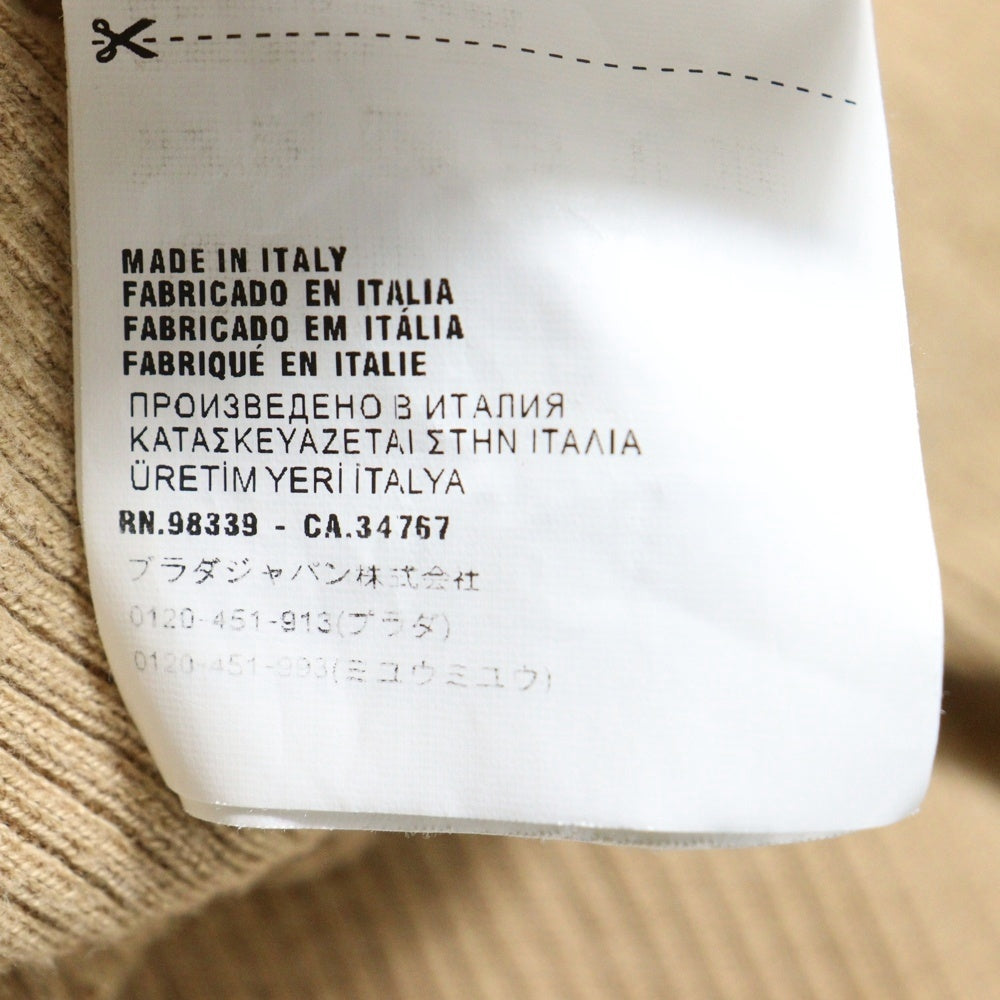 MADE IN ITALY
FABRICADO EN ITALIA
FABRICADO EM ITÁLIA
FABRIQUÉ EN ITALIE
ПРОИЗВЕДЕНО В ИТАЛИЯ
ΚΑΤΑΣΚΕΥΑΖΕΤΑΙ ΣΤΗΝ ΙΤΑΛΙΑ
ÜRETİM YERİ İTALYA
RN.98339 - CA.34767
プラダジャパン株式会社
0120-451-913(プラダ)
0120-451-993(ミュウミュウ)